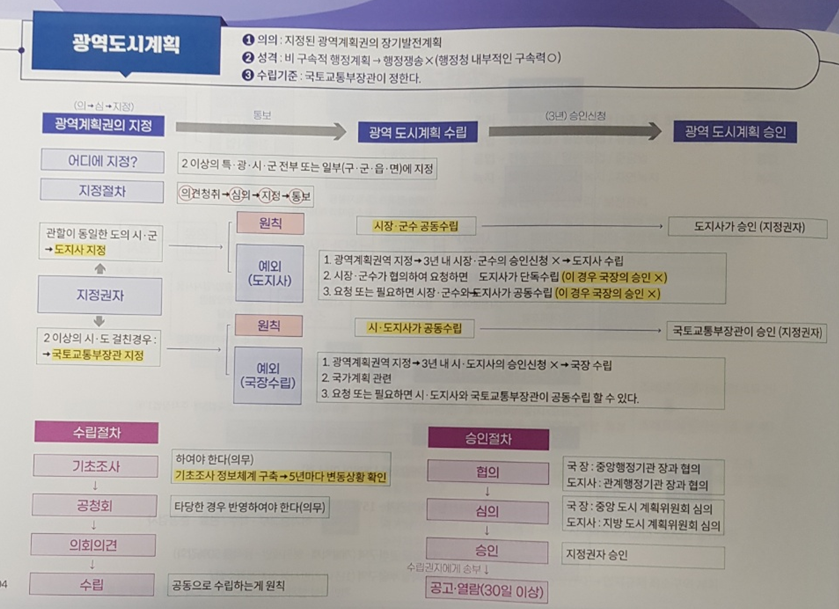 광역도시계획
❶ 의의 : 지정된 광역계획권의 장기발전계획
❷ 성격 : 비 구속적 행정계획 → 행정쟁송 ×(행정청 내부적인 구속력 ○)
❸ 수립기준 : 국토교통부장관이 정한다.
(의→심→지정)
광역계획권의 지정
통보
광역 도시계획 수립
(3년) 승인신청
광역 도시계획 승인
어디에 지정?
2 이상의 특·광·시·군 전부 또는 일부(구·군·읍·면)에 지정
지정절차
의견청취→심의→지정→통보
관할이 동일한 도의 시·군
→ 도지사 지정
원칙
시장·군수 공동수립
도지사가 승인 (지정권자)
예외
(도지사)
1. 광역계획권역 지정→3년 내 시장·군수의 승인신청 ×→도지사 수립
2. 시장·군수가 협의하여 요청하면 도지사가 단독수립 (이 경우 국장의 승인 ×)
3. 요청 또는 필요하면 시장·군수와 도지사가 공동수립 (이 경우 국장의 승인 ×)
지정권자
2 이상의 시·도 걸친경우 :
→ 국토교통부장관 지정
원칙
시·도지사가 공동수립
국토교통부장관이 승인 (지정권자)
예외
(국장수립)
1. 광역계획권역 지정→3년 내 시·도지사의 승인신청 ×→국장 수립
2. 국가계획 관련
3. 요청 또는 필요하면 시·도지사와 국토교통부장관이 공동수립 할 수 있다.
수립절차
기초조사
하여야 한다(의무)
기초조사 정보체계 구축→5년마다 변동상황 확인
↓
공청회
타당한 경우 반영하여야 한다(의무)
↓
의회의견
↓
수립
공동으로 수립하는게 원칙
승인절차
협의
국 장 : 중앙행정기관 장과 협의
도지사 : 관계행정기관 장과 협의
↓
심의
국 장 : 중앙 도시 계획위원회 심의
도지사 : 지방 도시 계획위원회 심의
↓
승인
지정권자 승인
수립권자에게 송부 ↓
공고·열람(30일 이상)
04